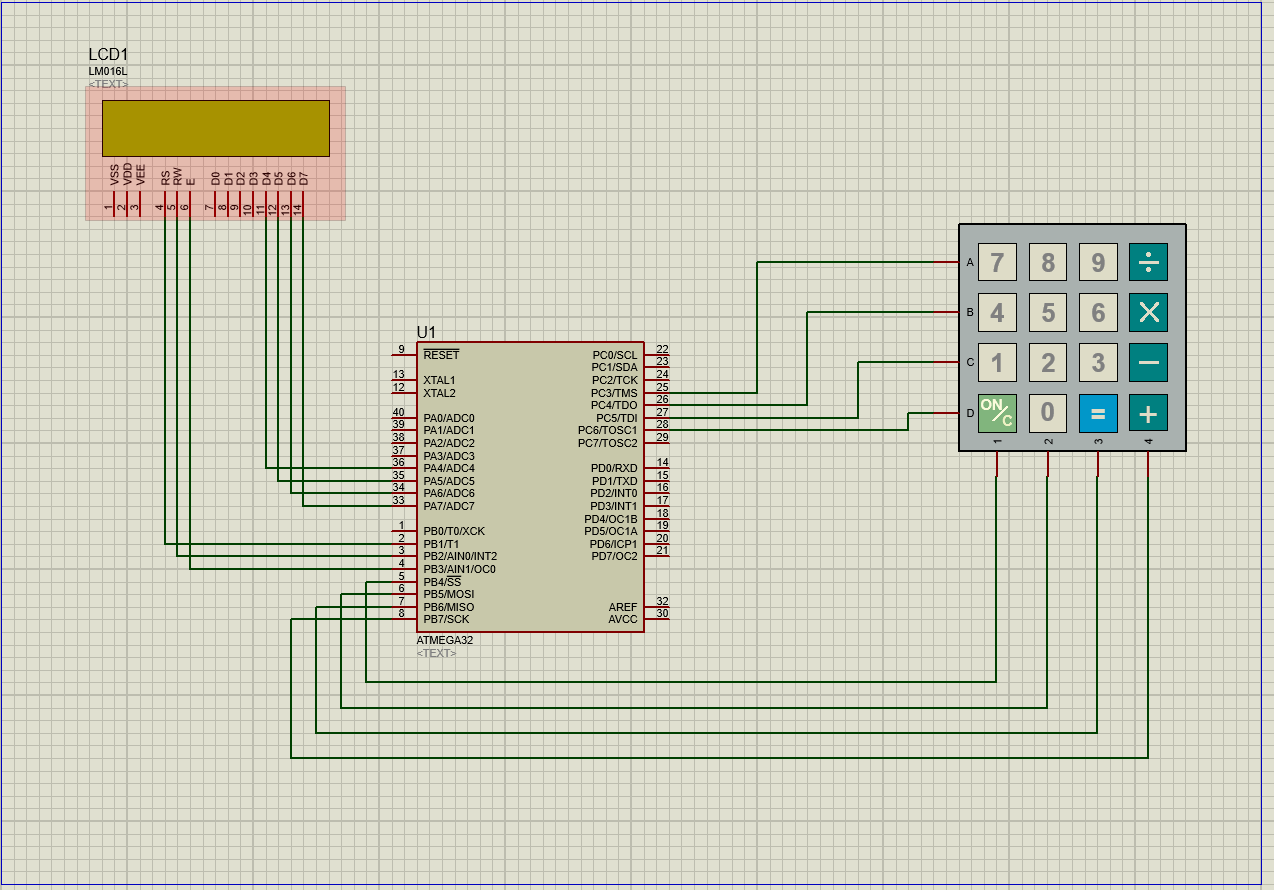 LCD1
LM016L
<TEXT>
VSS VDD VEE RS RW E D0 D1 D2 D3 D4 D5 D6 D7
1 2 3 4 5 6 7 8 9 10 11 12 13 14
U1
9 RESET
13 XTAL1
12 XTAL2
40 PA0/ADC0
39 PA1/ADC1
38 PA2/ADC2
37 PA3/ADC3
36 PA4/ADC4
35 PA5/ADC5
34 PA6/ADC6
33 PA7/ADC7
1 PB0/T0/XCK
2 PB1/T1
3 PB2/AIN0/INT2
4 PB3/AIN1/OC0
5 PB4/SS
6 PB5/MOSI
7 PB6/MISO
8 PB7/SCK
PC0/SCL 22
PC1/SDA 23
PC2/TCK 24
PC3/TMS 25
PC4/TDO 26
PC5/TDI 27
PC6/TOSC1 28
PC7/TOSC2 29
PD0/RXD 14
PD1/TXD 15
PD2/INT0 16
PD3/INT1 17
PD4/OC1B 18
PD5/OC1A 19
PD6/ICP1 20
PD7/OC2 21
AREF 32
AVCC 30
ATMEGA32
<TEXT>
A 7 8 9 ÷
B 4 5 6 ×
C 1 2 3 −
D ON/C 0 = +
1 2 3 4